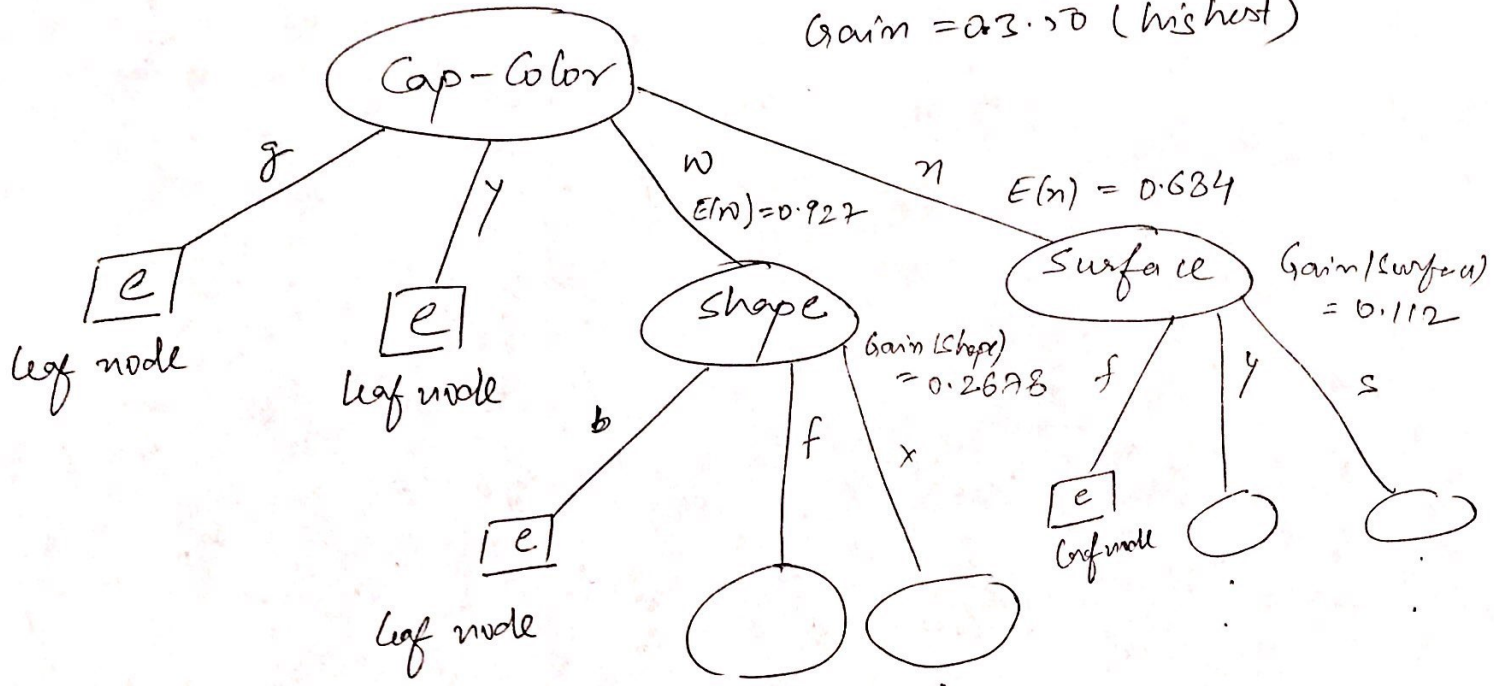 Gain = 0.3.50 (highest)
Cap-Color
g
y
w
n
E(w)=0.927
E(n) = 0.684
e
leaf node
e
leaf node
Shape
Gain (Shape)
= 0.2678
Surface
Gain (Surface)
= 0.112
b
f
x
f
y
s
e
leaf node
e
leaf node